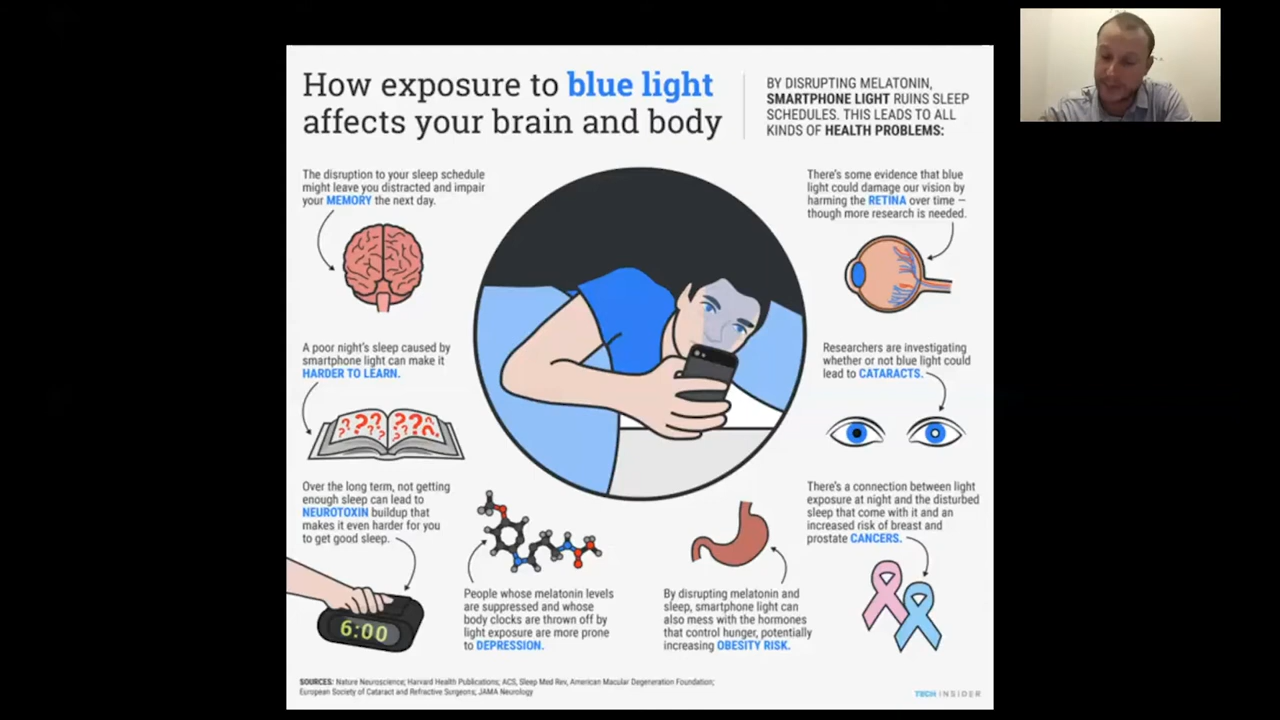 How exposure to blue light
affects your brain and body
BY DISRUPTING MELATONIN,
SMARTPHONE LIGHT RUINS SLEEP
SCHEDULES. THIS LEADS TO ALL
KINDS OF HEALTH PROBLEMS:
The disruption to your sleep schedule
might leave you distracted and impair
your MEMORY the next day.
There's some evidence that blue
light could damage our vision by
harming the RETINA over time —
though more research is needed.
A poor night's sleep caused by
smartphone light can make it
HARDER TO LEARN.
Researchers are investigating
whether or not blue light could
lead to CATARACTS.
Over the long term, not getting
enough sleep can lead to
NEUROTOXIN buildup that
makes it even harder for you
to get good sleep.
There's a connection between light
exposure at night and the disturbed
sleep that come with it and an
increased risk of breast and
prostate CANCERS.
6:00
People whose melatonin levels
are suppressed and whose
body clocks are thrown off by
light exposure are more prone
to DEPRESSION.
By disrupting melatonin and
sleep, smartphone light can
also mess with the hormones
that control hunger, potentially
increasing OBESITY RISK.
SOURCES: Nature Neuroscience; Harvard Health Publications; ACS, Sleep Med Rev, American Macular Degeneration Foundation;
European Society of Cataract and Refractive Surgeons; JAMA Neurology
TECH INSIDER